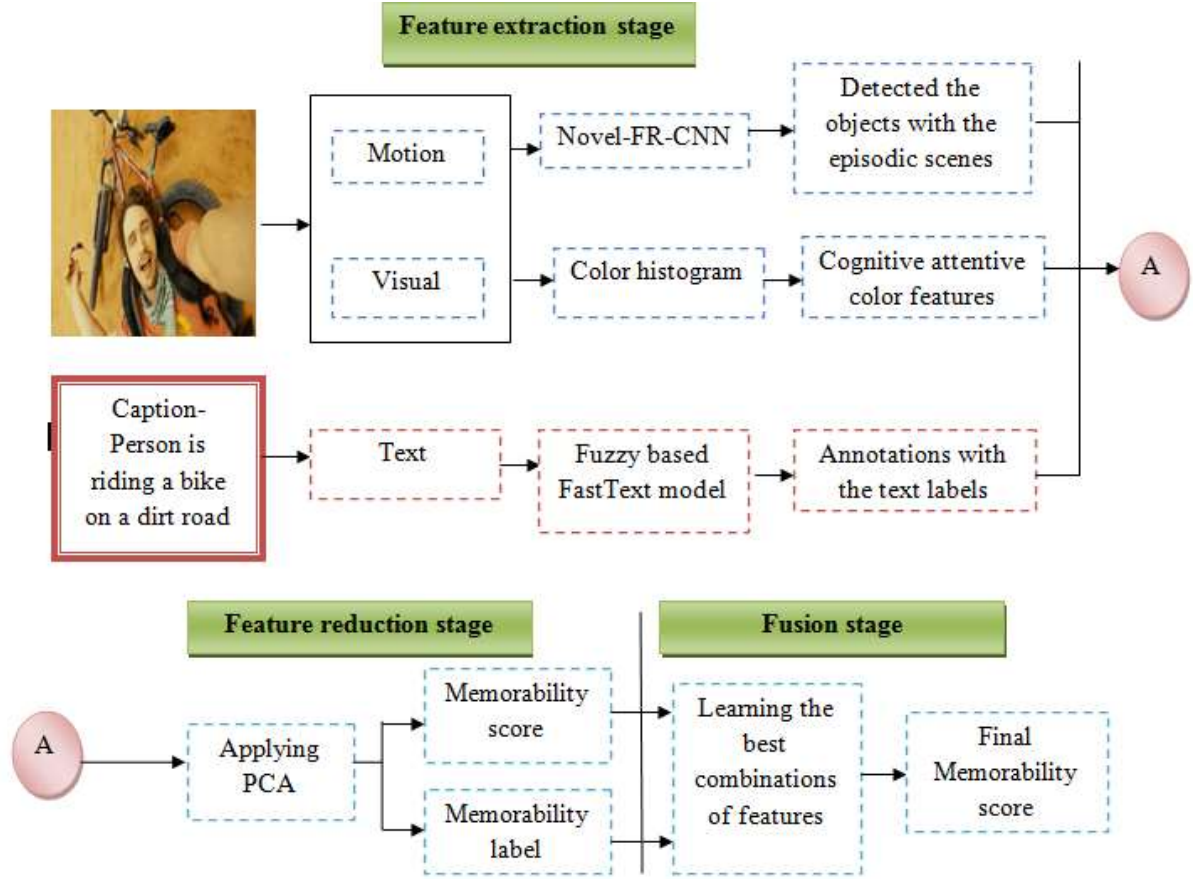 Feature extraction stage
Motion
Novel-FR-CNN
Detected the
objects with the
episodic scenes
Visual
Color histogram
Cognitive attentive
color features
A
Caption-
Person is
riding a bike
on a dirt road
Text
Fuzzy based
FastText model
Annotations with
the text labels
Feature reduction stage
Fusion stage
A
Applying
PCA
Memorability
score
Memorability
label
Learning the
best
combinations
of features
Final
Memorability
score